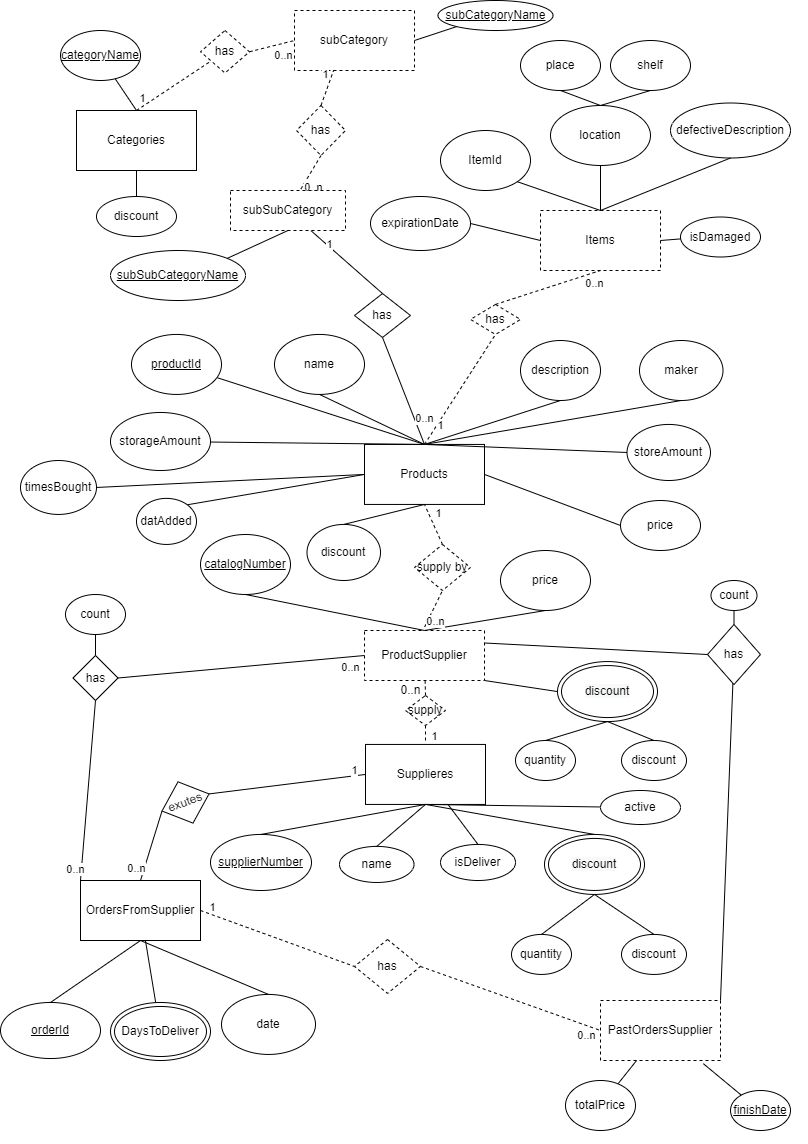 subCategoryName
subCategory
has
categoryName
0..n
1
1
place
shelf
Categories
has
location
defectiveDescription
ItemId
0..n
discount
subSubCategory
expirationDate
Items
isDamaged
1
subSubCategoryName
0..n
has
has
productId
name
description
maker
0..n
1
storageAmount
storeAmount
Products
timesBought
datAdded
1
price
discount
catalogNumber
supply by
price
count
count
0..n
ProductSupplier
has
0..n
has
0..n
discount
supply
1
quantity
discount
1
Supplieres
exutes
active
supplierNumber
name
isDeliver
discount
0..n
0..n
OrdersFromSupplier
1
quantity
discount
has
orderId
DaysToDeliver
date
0..n
PastOrdersSupplier
totalPrice
finishDate